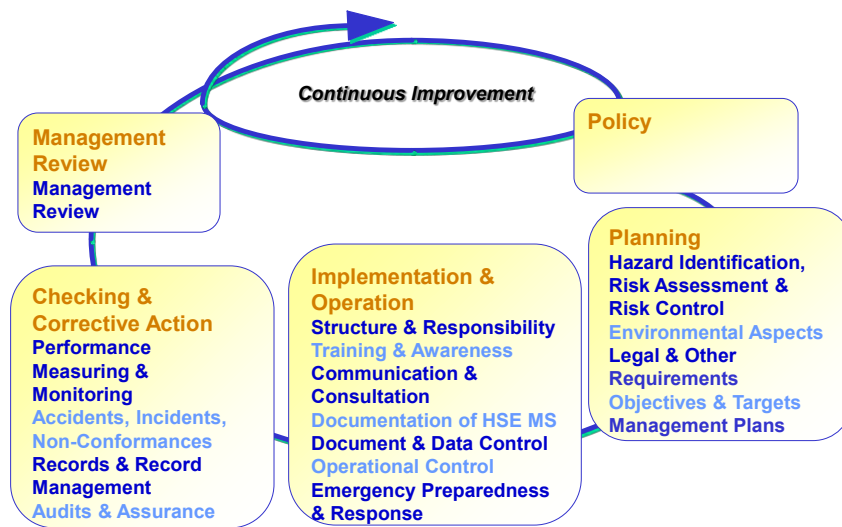 Continuous Improvement
Policy
Management
Review
Management
Review
Planning
Hazard Identification,
Risk Assessment &
Risk Control
Environmental Aspects
Legal & Other
Requirements
Objectives & Targets
Management Plans
Implementation &
Operation
Structure & Responsibility
Training & Awareness
Communication &
Consultation
Documentation of HSE MS
Document & Data Control
Operational Control
Emergency Preparedness
& Response
Checking &
Corrective Action
Performance
Measuring &
Monitoring
Accidents, Incidents,
Non-Conformances
Records & Record
Management
Audits & Assurance